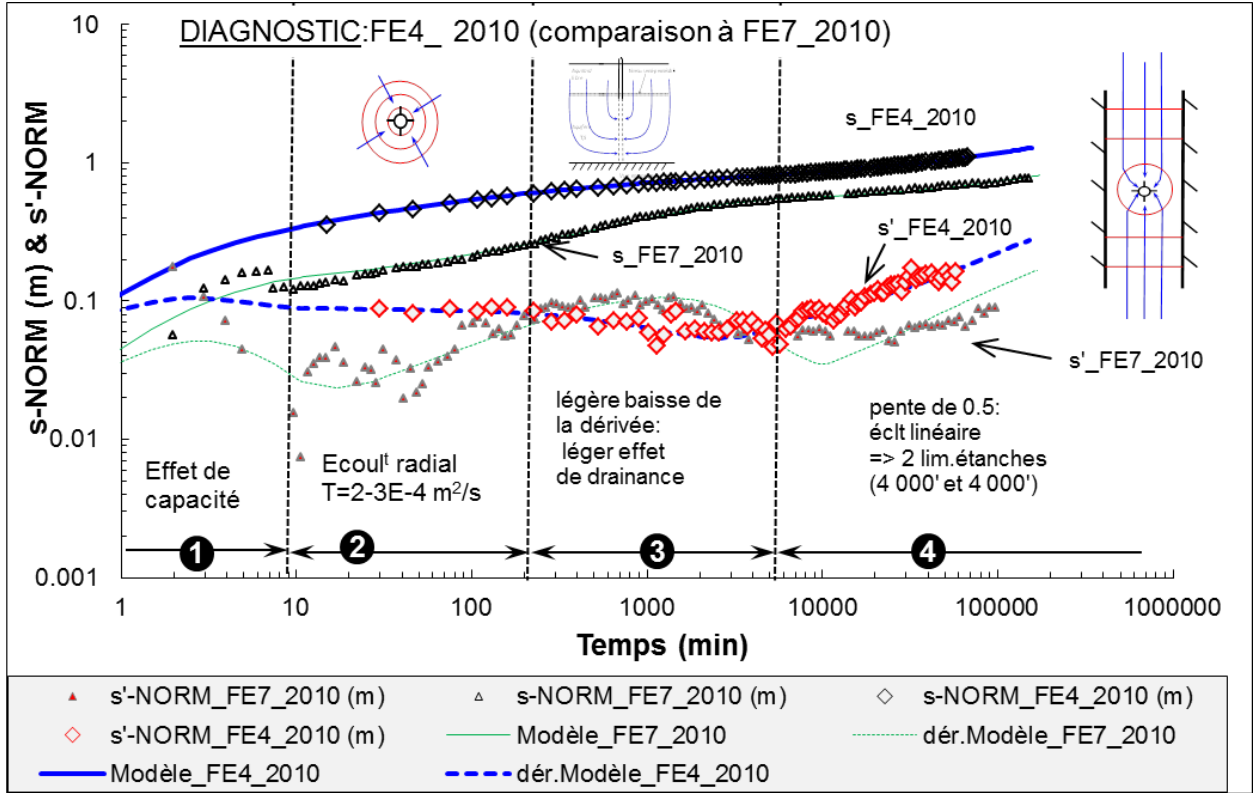 DIAGNOSTIC:FE4_ 2010 (comparaison à FE7_2010)
s-NORM (m) & s'-NORM
10
1
0.1
0.01
0.001
s_FE4_2010
s_FE7_2010
s'_FE4_2010
s'_FE7_2010
Effet de
capacité
Ecoulᵗ radial
T=2-3E-4 m²/s
légère baisse de
la dérivée:
léger effet
de drainance
pente de 0.5:
éclt linéaire
=> 2 lim.étanches
(4 000' et 4 000')
1
2
3
4
1
10
100
1000
10000
100000
1000000
Temps (min)
s'-NORM_FE7_2010 (m)
s-NORM_FE7_2010 (m)
s-NORM_FE4_2010 (m)
s'-NORM_FE4_2010 (m)
Modèle_FE7_2010
dér.Modèle_FE7_2010
Modèle_FE4_2010
dér.Modèle_FE4_2010